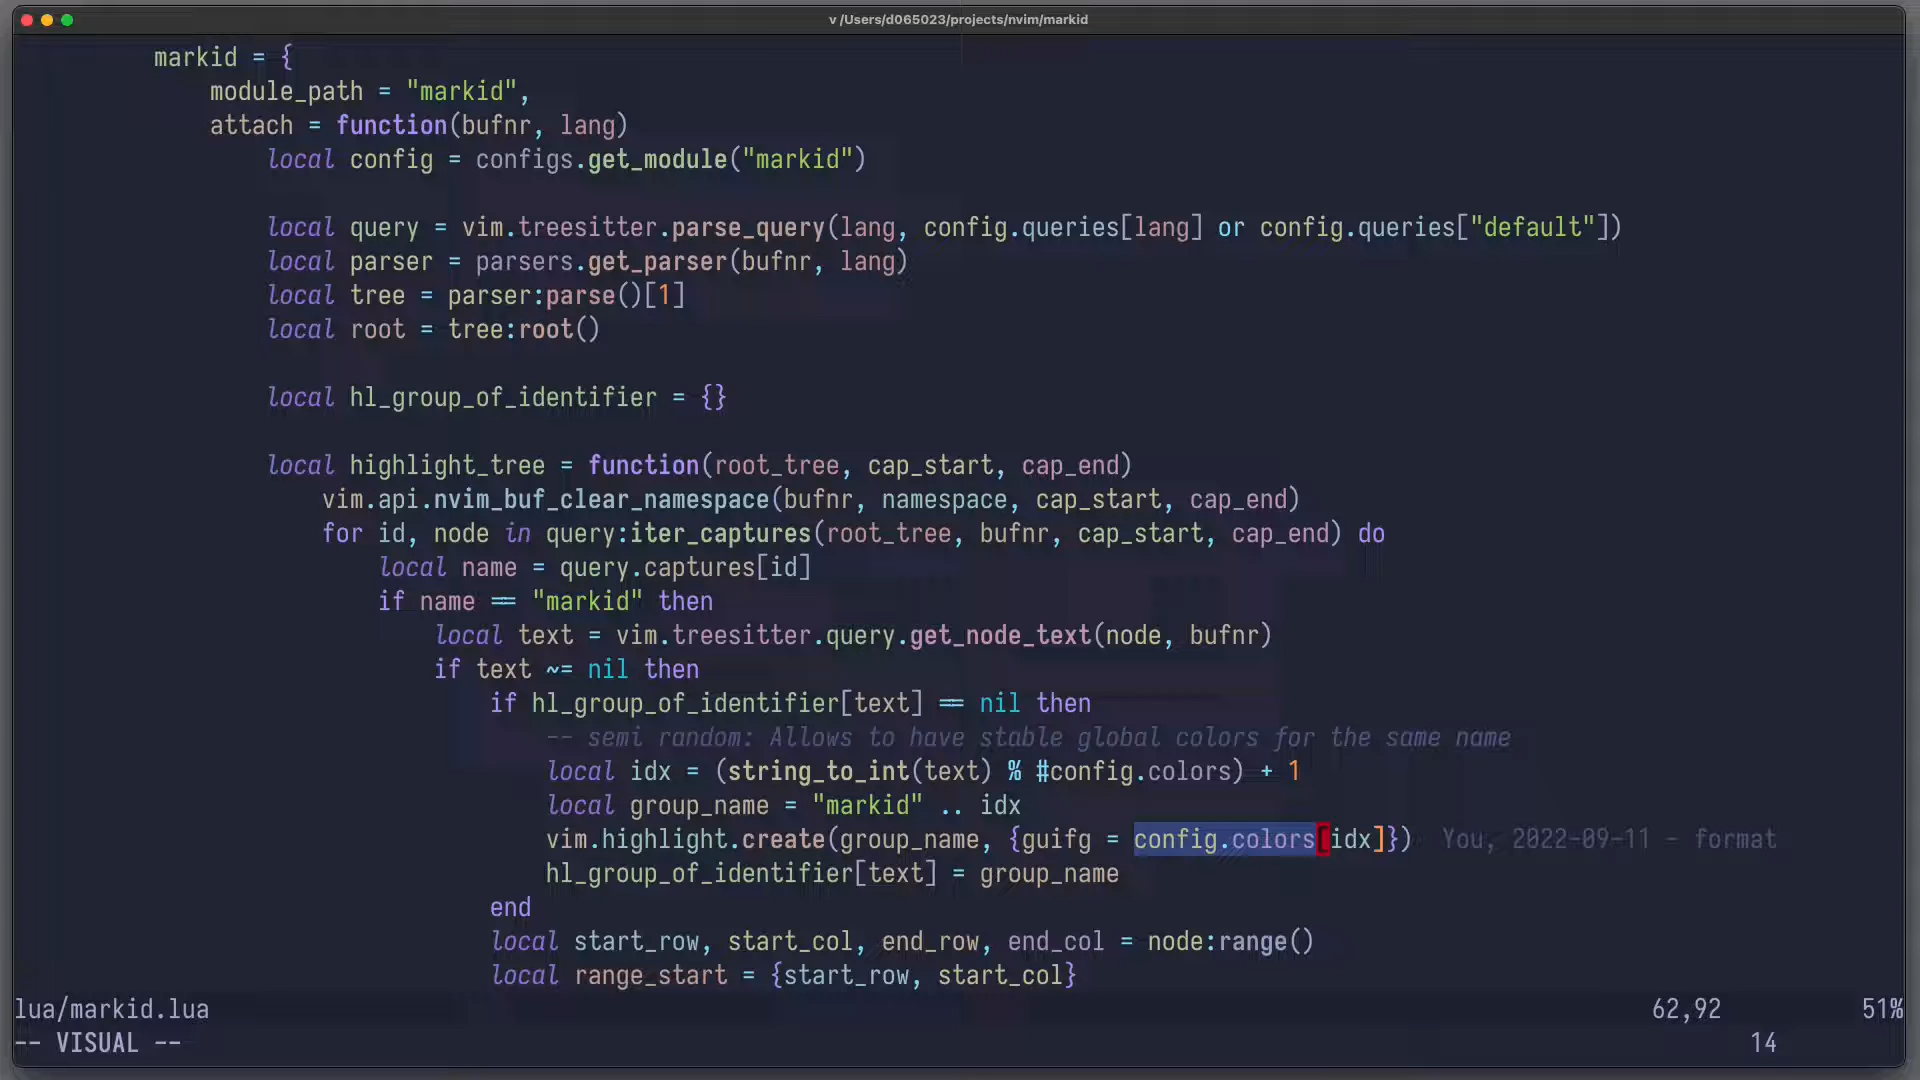 v /Users/d065023/projects/nvim/markid
markid = {
module_path = "markid",
attach = function(bufnr, lang)
local config = configs.get_module("markid")
local query = vim.treesitter.parse_query(lang, config.queries[lang] or config.queries["default"])
local parser = parsers.get_parser(bufnr, lang)
local tree = parser:parse()[1]
local root = tree:root()
local hl_group_of_identifier = {}
local highlight_tree = function(root_tree, cap_start, cap_end)
vim.api.nvim_buf_clear_namespace(bufnr, namespace, cap_start, cap_end)
for id, node in query:iter_captures(root_tree, bufnr, cap_start, cap_end) do
local name = query.captures[id]
if name == "markid" then
local text = vim.treesitter.query.get_node_text(node, bufnr)
if text ~= nil then
if hl_group_of_identifier[text] == nil then
-- semi random: Allows to have stable global colors for the same name
local idx = (string_to_int(text) % #config.colors) + 1
local group_name = "markid" .. idx
vim.highlight.create(group_name, {guifg = config.colors[idx]}) You, 2022-09-11 - format
hl_group_of_identifier[text] = group_name
end
local start_row, start_col, end_row, end_col = node:range()
local range_start = {start_row, start_col}
lua/markid.lua 62,92 51%
-- VISUAL -- 14